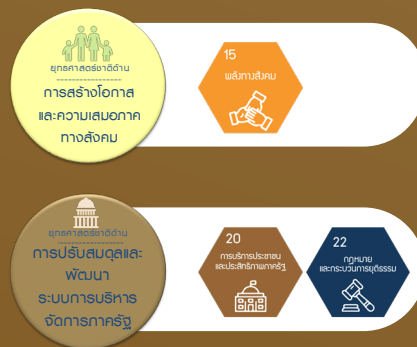 ยุทธศาสตร์ชาติด้าน
การสร้างโอกาส
และความเสมอภาค
ทางสังคม
15
พลังทางสังคม
ยุทธศาสตร์ชาติด้าน
การปรับสมดุลและ
พัฒนา
ระบบการบริหาร
จัดการภาครัฐ
20
การบริการประชาชน
และประสิทธิภาพภาครัฐ
22
กฎหมาย
และกระบวนการยุติธรรม